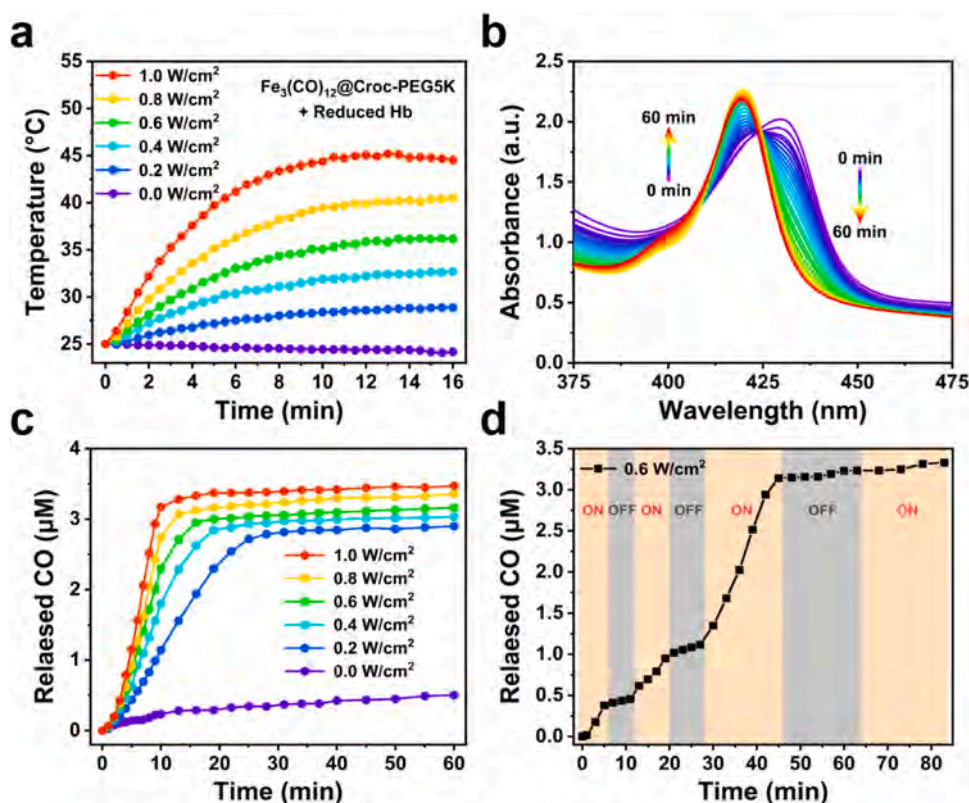 a
55
50
45
40
35
30
25
Temperature (°C)
1.0 W/cm²
0.8 W/cm²
0.6 W/cm²
0.4 W/cm²
0.2 W/cm²
0.0 W/cm²
Fe₃(CO)₁₂@Croc-PEG5K
+ Reduced Hb
0 2 4 6 8 10 12 14 16
Time (min)
b
2.5
2.0
1.5
1.0
0.5
0.0
Absorbance (a.u.)
60 min
0 min
0 min
60 min
375 400 425 450 475
Wavelength (nm)
c
4
3
2
1
0
Relaesed CO (μM)
1.0 W/cm²
0.8 W/cm²
0.6 W/cm²
0.4 W/cm²
0.2 W/cm²
0.0 W/cm²
0 10 20 30 40 50 60
Time (min)
d
3.5
3.0
2.5
2.0
1.5
1.0
0.5
0.0
Relaesed CO (μM)
0.6 W/cm²
ON OFF ON OFF ON OFF ON
0 10 20 30 40 50 60 70 80
Time (min)